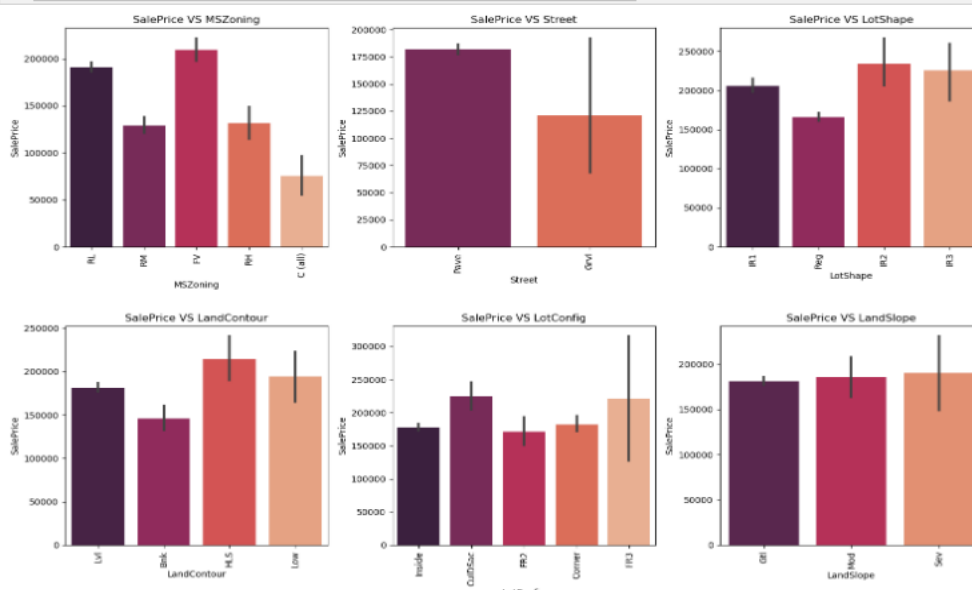 SalePrice VS MSZoning
200000
150000
100000
50000
0
SalePrice
RL
RM
FV
RH
C (all)
MSZoning
SalePrice VS Street
200000
175000
150000
125000
100000
75000
50000
25000
0
SalePrice
Pave
Grvl
Street
SalePrice VS LotShape
250000
200000
150000
100000
50000
0
SalePrice
IR1
Reg
IR2
IR3
LotShape
SalePrice VS LandContour
250000
200000
150000
100000
50000
0
SalePrice
Lvl
Bnk
HLS
Low
LandContour
SalePrice VS LotConfig
300000
250000
200000
150000
100000
50000
0
SalePrice
Inside
CulDSac
FR2
Corner
FR3
SalePrice VS LandSlope
200000
150000
100000
50000
0
SalePrice
Gtl
Mod
Sev
LandSlope